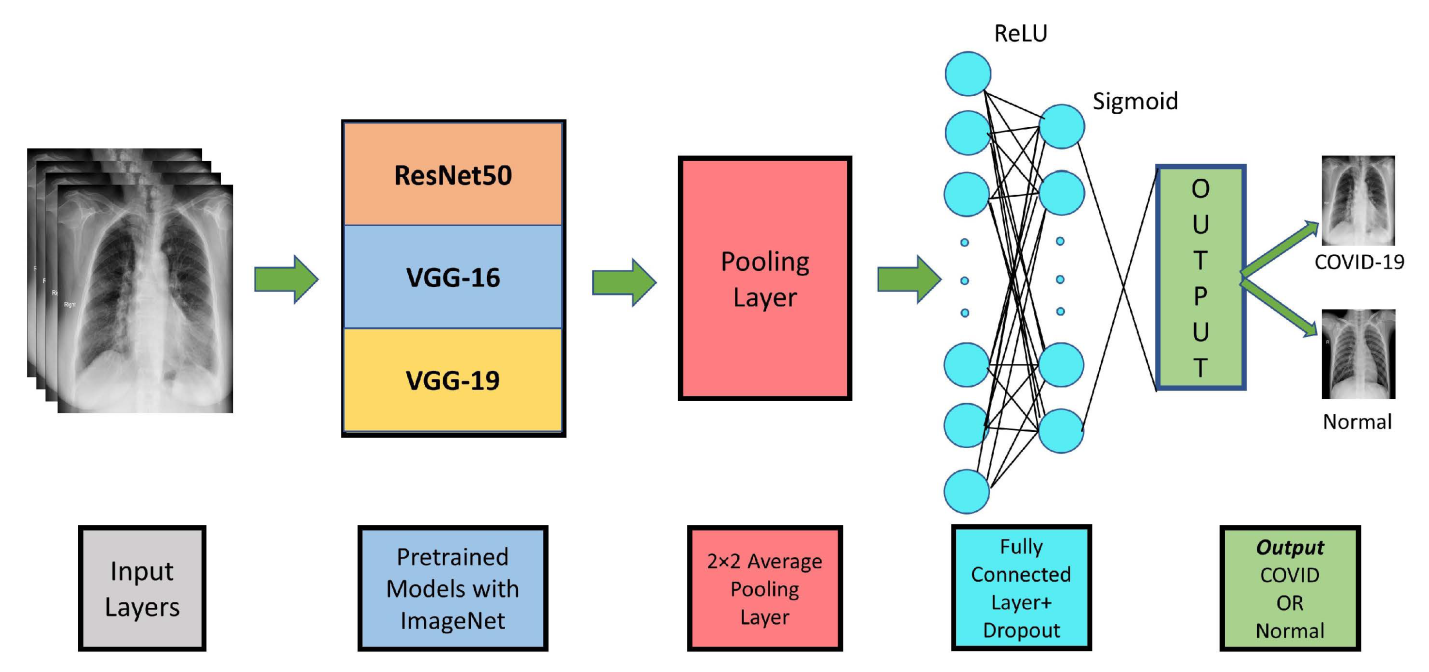 ReLU
Sigmoid
ResNet50
VGG-16
VGG-19
Pooling
Layer
O
U
T
P
U
T
COVID-19
Normal
Input
Layers
Pretrained
Models with
ImageNet
2×2 Average
Pooling
Layer
Fully
Connected
Layer+
Dropout
Output
COVID
OR
Normal